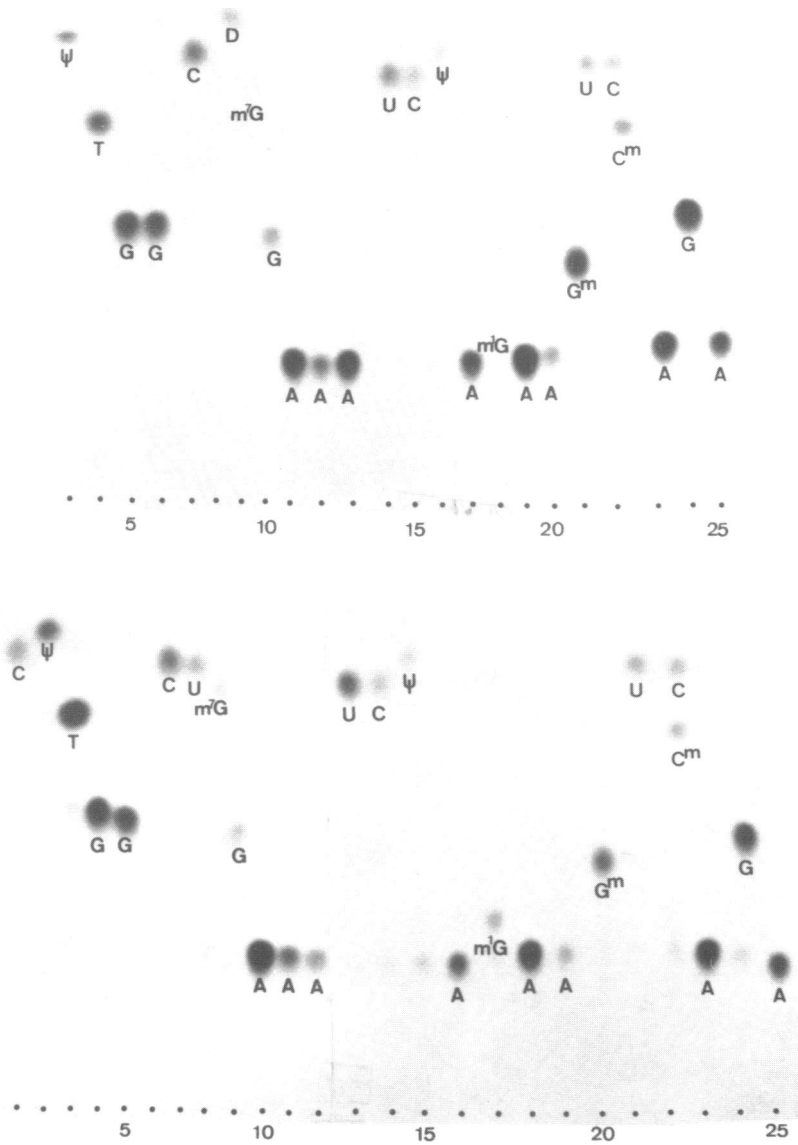 D
ψ
C ψ
U C
U C
m⁷G
T Cᵐ
G
G G G
Gᵐ
m¹G
A A
A A A A A A
5 10 15 20 25
C ψ
C U ψ U C
m⁷G
T U C
Cᵐ
G G G G
Gᵐ
m¹G
A A A A A A A A
5 10 15 20 25